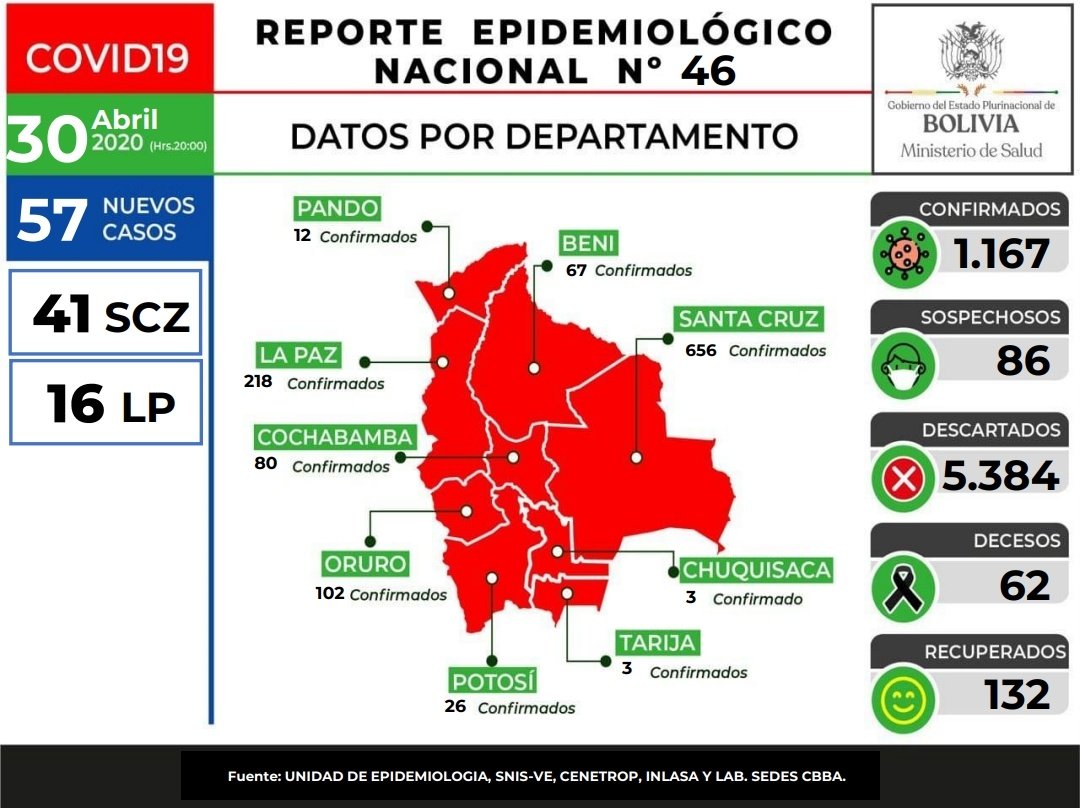 COVID19
REPORTE EPIDEMIOLÓGICO
NACIONAL Nº 46
30 Abril
2020 (Hrs.20:00)
DATOS POR DEPARTAMENTO
Gobierno del Estado Plurinacional de
BOLIVIA
Ministerio de Salud
57 NUEVOS
CASOS
41 SCZ
16 LP
PANDO
12 Confirmados
BENI
67 Confirmados
SANTA CRUZ
656 Confirmados
LA PAZ
218 Confirmados
COCHABAMBA
80 Confirmados
ORURO
102 Confirmados
CHUQUISACA
3 Confirmado
TARIJA
3 Confirmados
POTOSÍ
26 Confirmados
CONFIRMADOS
1.167
SOSPECHOSOS
86
DESCARTADOS
5.384
DECESOS
62
RECUPERADOS
132
Fuente: UNIDAD DE EPIDEMIOLOGIA, SNIS-VE, CENETROP, INLASA Y LAB. SEDES CBBA.